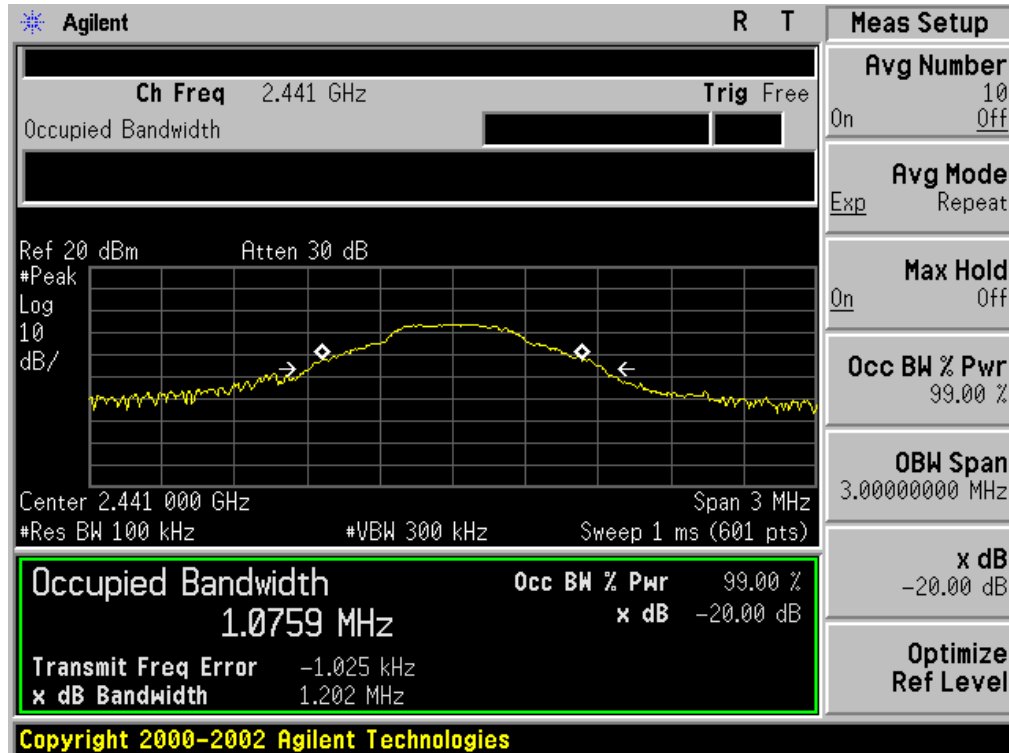 Agilent R T
Ch Freq 2.441 GHz Trig Free
Occupied Bandwidth
Ref 20 dBm Atten 30 dB
#Peak
Log
10
dB/
Center 2.441 000 GHz Span 3 MHz
#Res BW 100 kHz #VBW 300 kHz Sweep 1 ms (601 pts)
Occupied Bandwidth
1.0759 MHz
Occ BW % Pwr 99.00 %
x dB -20.00 dB
Transmit Freq Error -1.025 kHz
x dB Bandwidth 1.202 MHz
Copyright 2000-2002 Agilent Technologies
Meas Setup
Avg Number
10
On Off
Avg Mode
Exp Repeat
Max Hold
On Off
Occ BW % Pwr
99.00 %
OBW Span
3.00000000 MHz
x dB
-20.00 dB
Optimize
Ref Level